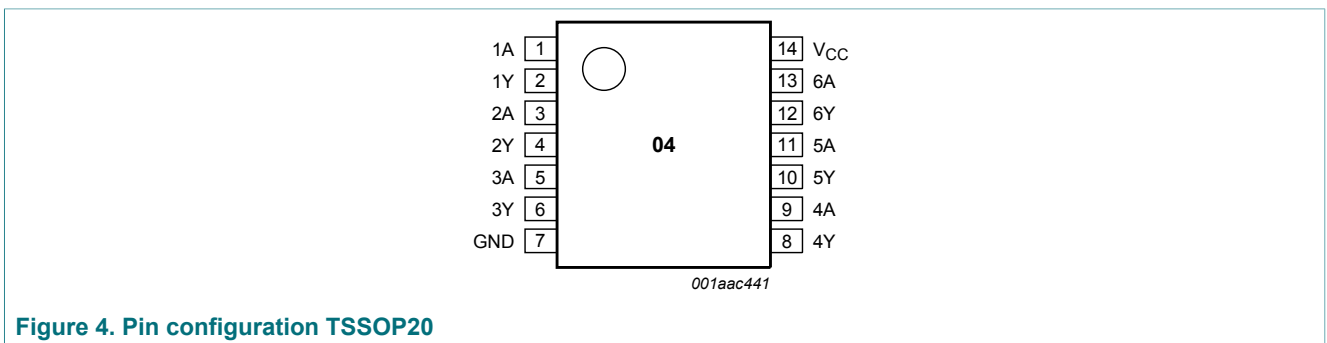 1A 1 14 VCC
1Y 2 13 6A
2A 3 12 6Y
2Y 4 04 11 5A
3A 5 10 5Y
3Y 6 9 4A
GND 7 8 4Y
001aac441
Figure 4. Pin configuration TSSOP20